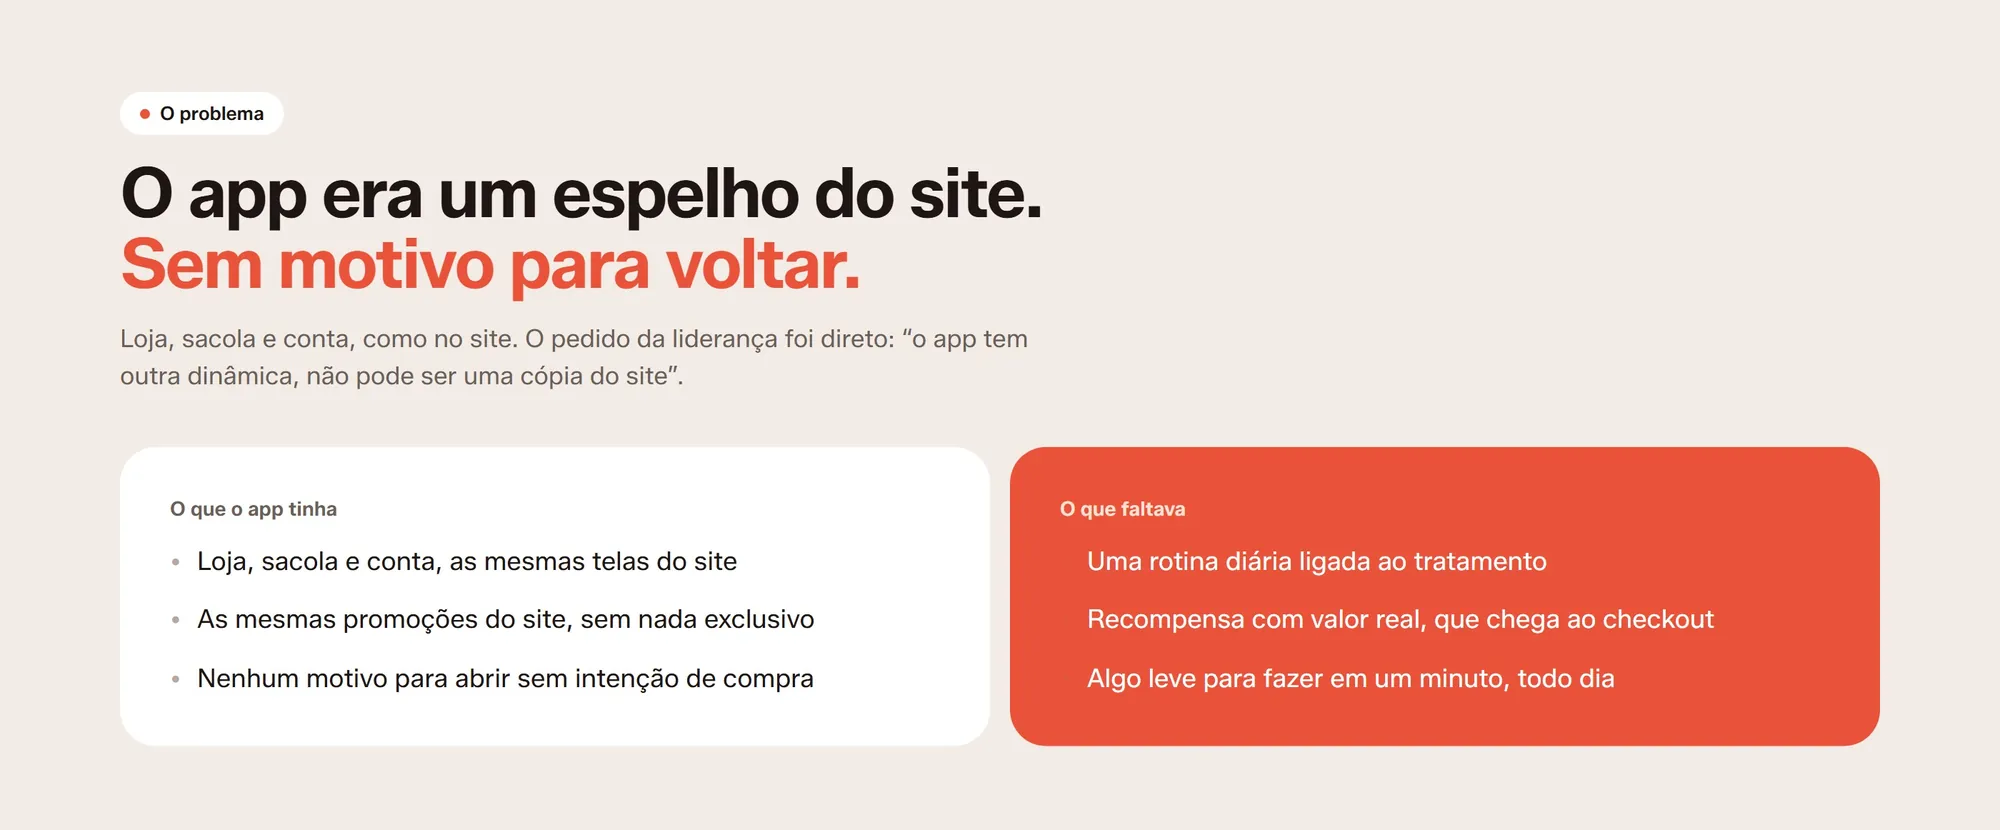 O problema
O app era um espelho do site.
Sem motivo para voltar.
Loja, sacola e conta, como no site. O pedido da liderança foi direto: “o app tem
outra dinâmica, não pode ser uma cópia do site”.
O que o app tinha
• Loja, sacola e conta, as mesmas telas do site
• As mesmas promoções do site, sem nada exclusivo
• Nenhum motivo para abrir sem intenção de compra
O que faltava
Uma rotina diária ligada ao tratamento
Recompensa com valor real, que chega ao checkout
Algo leve para fazer em um minuto, todo dia